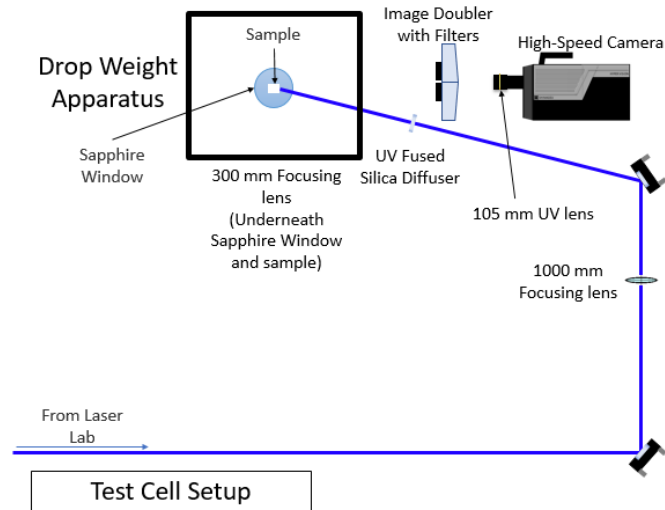 Image Doubler
with Filters
Sample
High-Speed Camera
Drop Weight
Apparatus
Sapphire
Window
300 mm Focusing
lens
(Underneath
Sapphire Window
and sample)
UV Fused
Silica Diffuser
105 mm UV lens
1000 mm
Focusing lens
From Laser
Lab
Test Cell Setup